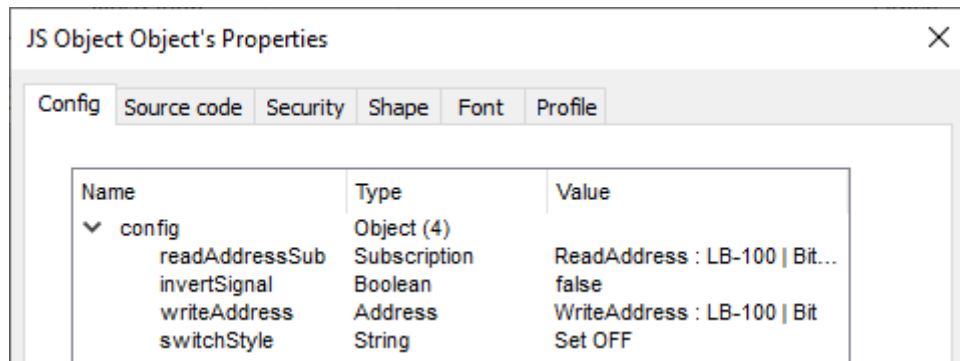 JS Object Object's Properties
Config Source code Security Shape Font Profile
Name Type Value
config Object (4)
readAddressSub Subscription ReadAddress : LB-100 | Bit...
invertSignal Boolean false
writeAddress Address WriteAddress : LB-100 | Bit
switchStyle String Set OFF